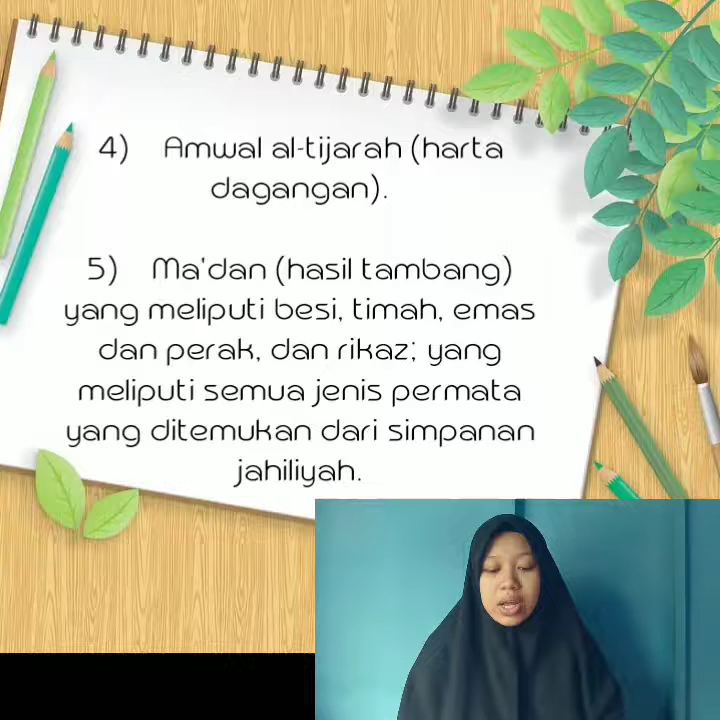 4) Amwal al-tijarah (harta
dagangan).
5) Ma'dan (hasil tambang)
yang meliputi besi, timah, emas
dan perak, dan rikaz; yang
meliputi semua jenis permata
yang ditemukan dari simpanan
jahiliyah.